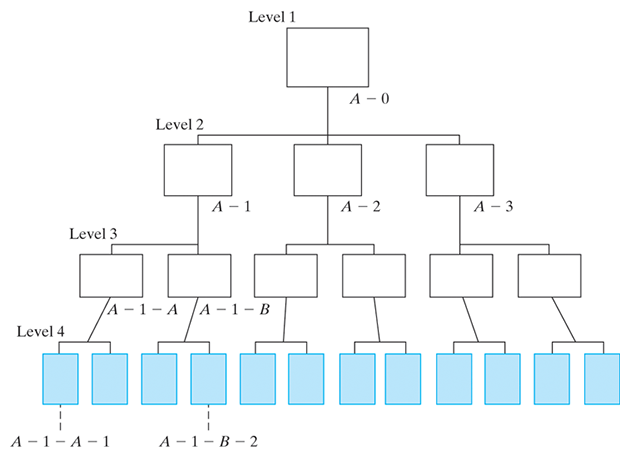 Level 1
A − 0
Level 2
A − 1
A − 2
A − 3
Level 3
A − 1 − A
A − 1 − B
Level 4
A − 1 − A − 1
A − 1 − B − 2